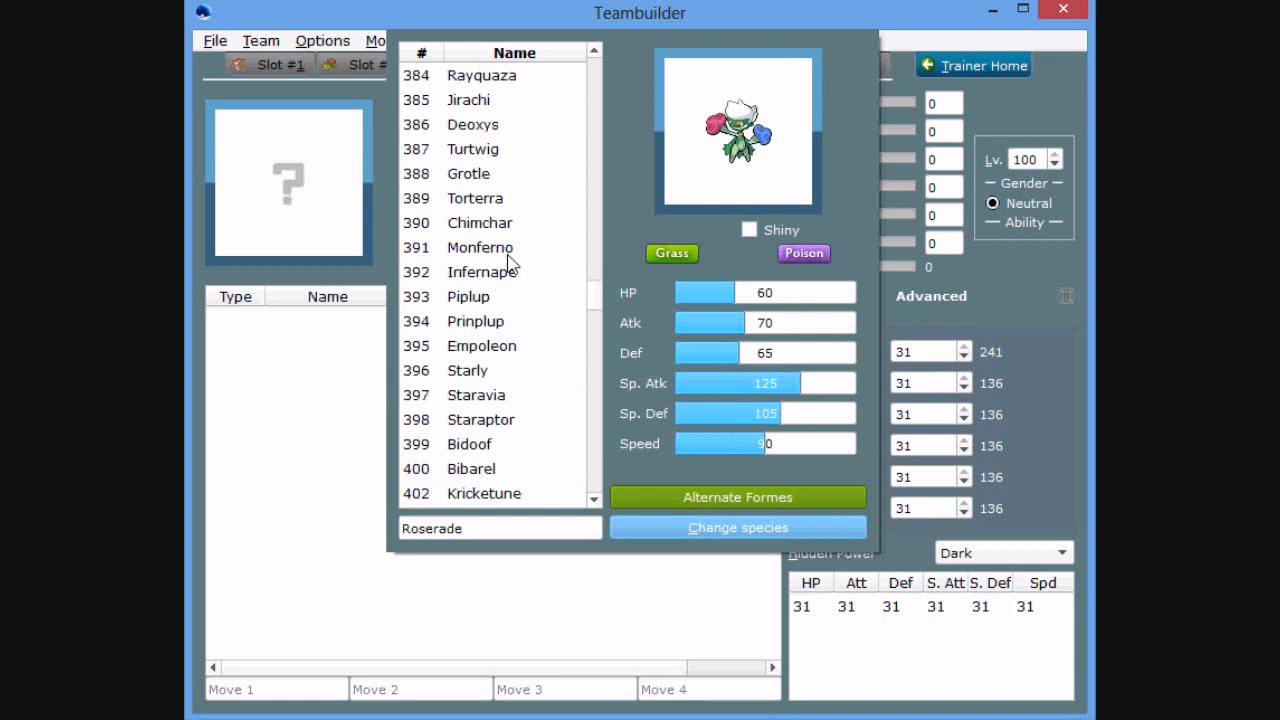 Teambuilder
File Team Options Mo
Slot #1 Slot #
Trainer Home
# Name
384 Rayquaza
385 Jirachi
386 Deoxys
387 Turtwig
388 Grotle
389 Torterra
390 Chimchar
391 Monferno
392 Infernape
393 Piplup
394 Prinplup
395 Empoleon
396 Starly
397 Staravia
398 Staraptor
399 Bidoof
400 Bibarel
402 Kricketune
Roserade
?
Shiny
Grass Poison
HP 60
Atk 70
Def 65
Sp. Atk 125
Sp. Def 105
Speed 90
Alternate Formes
Change species
0
0
0
0
0
0
0
Lv. 100
Gender
Neutral
Ability
Advanced
31 241
31 136
31 136
31 136
31 136
31 136
Hidden Power Dark
HP Att Def S. Att S. Def Spd
31 31 31 31 31 31
Type Name
Move 1 Move 2 Move 3 Move 4